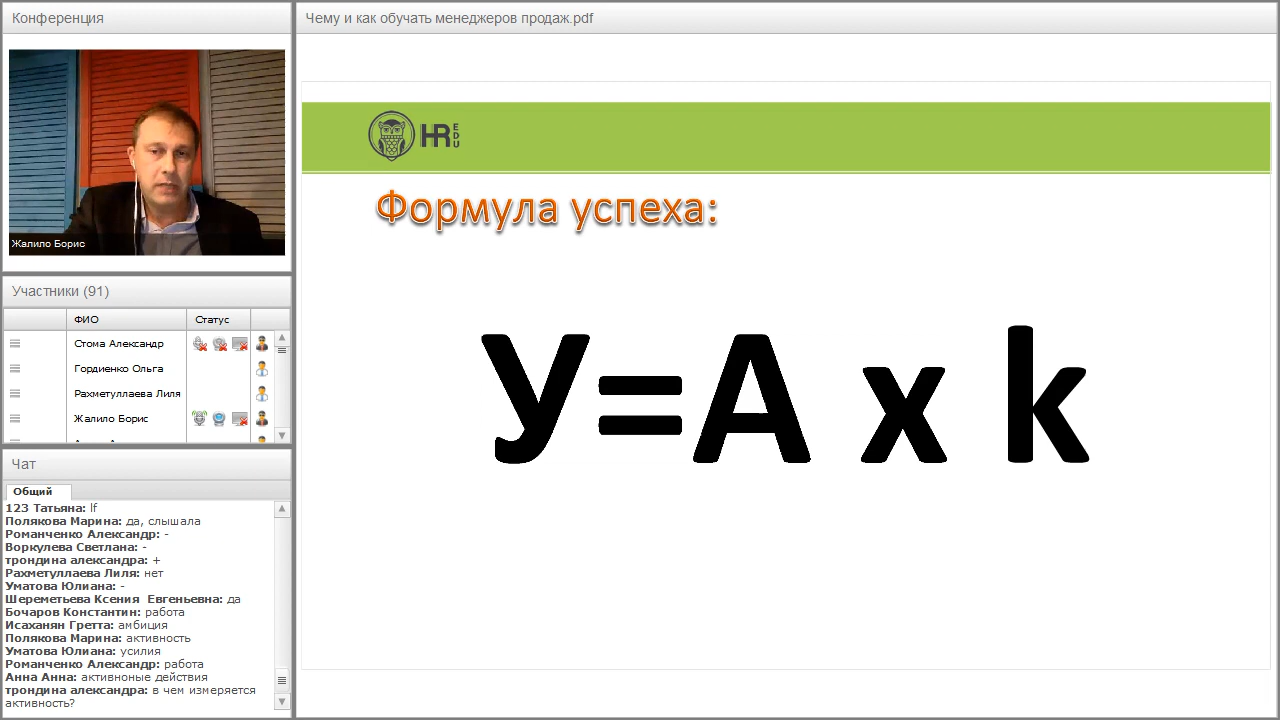 Конференция
Жалило Борис
Участники (91)
ФИО Статус
Стома Александр
Гордиенко Ольга
Рахметуллаева Лиля
Жалило Борис
Чат
Общий
123 Татьяна: lf
Полякова Марина: да, слышала
Романченко Александр: -
Воркулева Светлана: -
трондина александра: +
Рахметуллаева Лиля: нет
Уматова Юлиана: -
Шереметьева Ксения Евгеньевна: да
Бочаров Константин: работа
Исаханян Гретта: амбиция
Полякова Марина: активность
Уматова Юлиана: усилия
Романченко Александр: работа
Анна Анна: активноные действия
трондина александра: в чем измеряется
активность?
Чему и как обучать менеджеров продаж.pdf
HR EDU
Формула успеха:
У=А х k